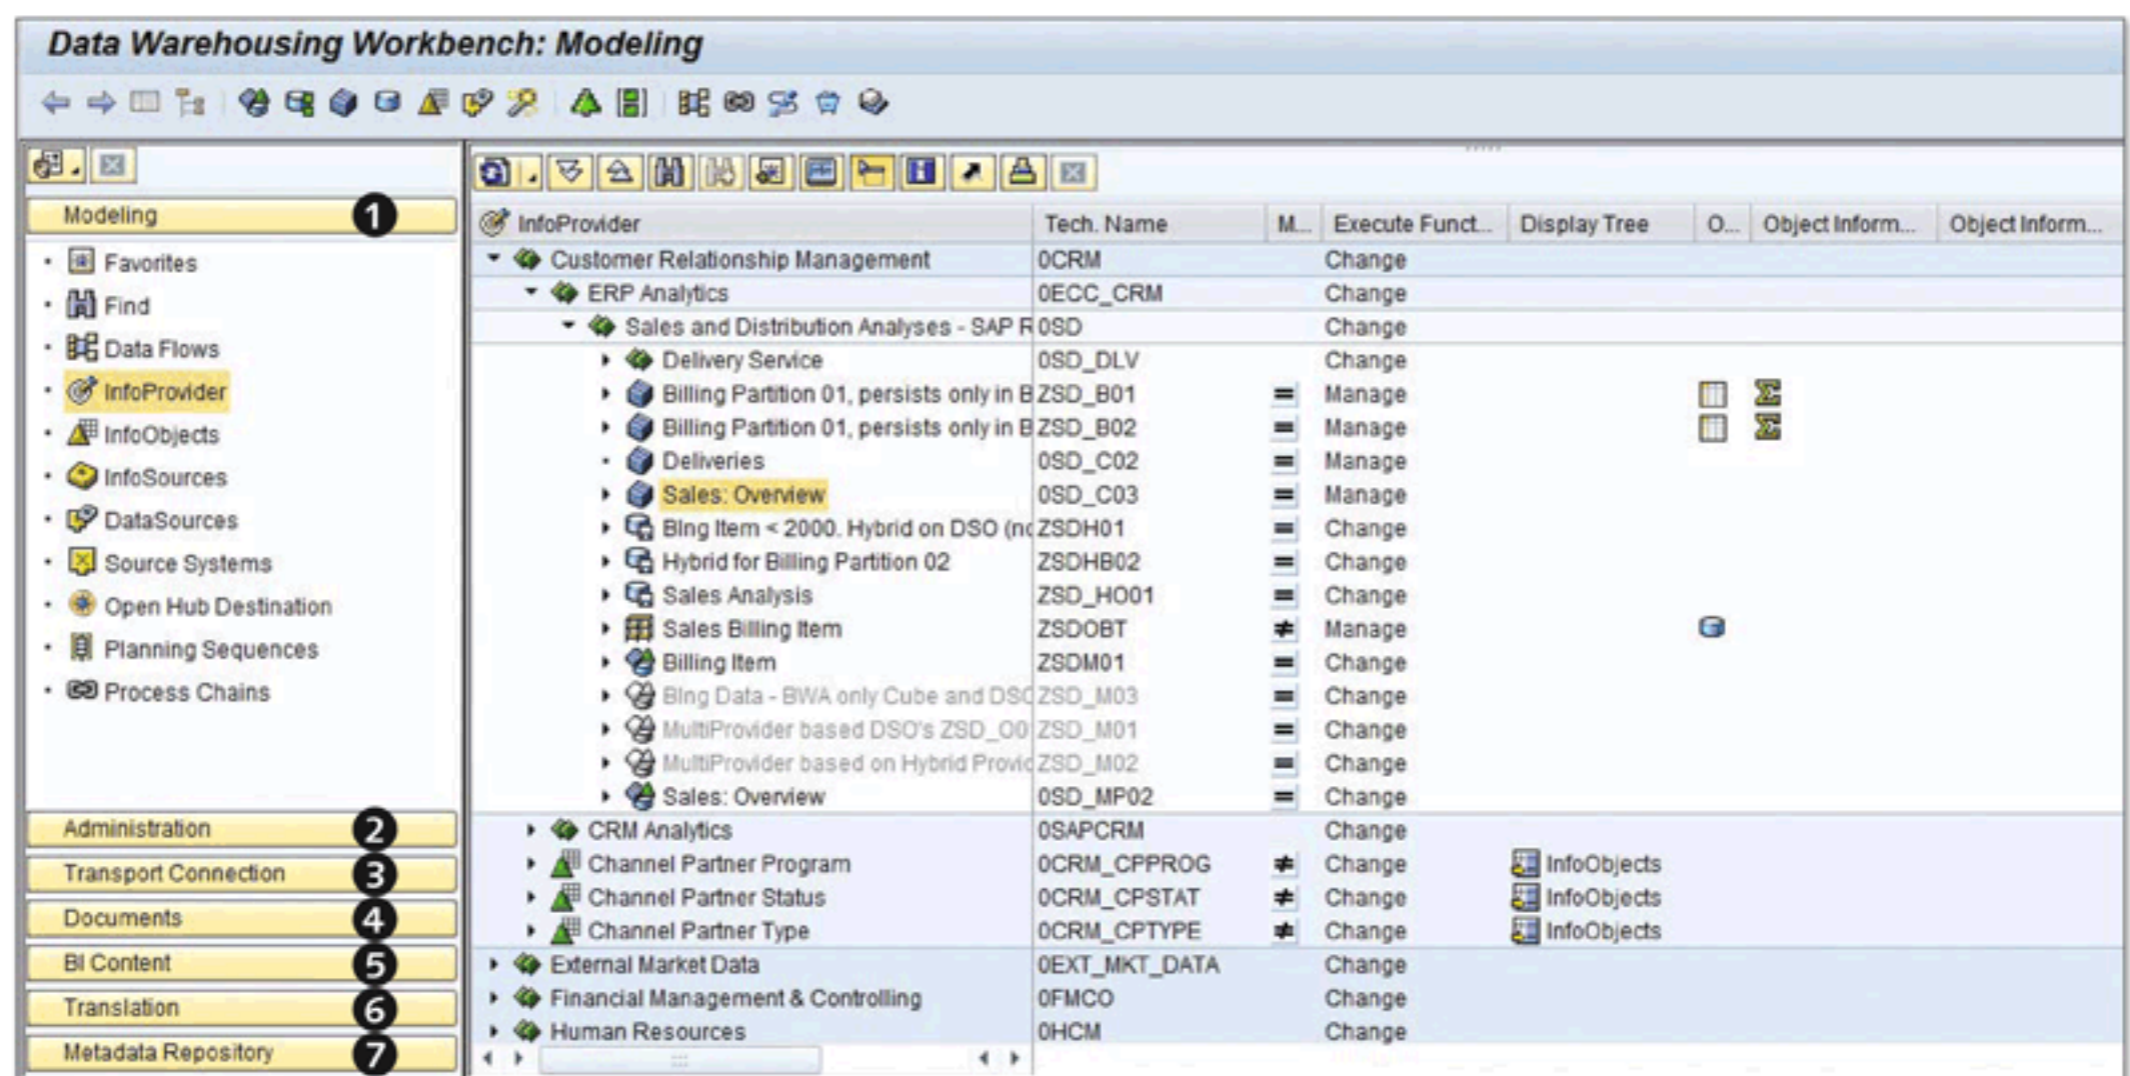 Data Warehousing Workbench: Modeling
Modeling 1
Favorites
Find
Data Flows
InfoProvider
InfoObjects
InfoSources
DataSources
Source Systems
Open Hub Destination
Planning Sequences
Process Chains
Administration 2
Transport Connection 3
Documents 4
BI Content 5
Translation 6
Metadata Repository 7
InfoProvider Tech. Name M... Execute Funct... Display Tree O... Object Inform... Object Inform...
Customer Relationship Management 0CRM Change
ERP Analytics 0ECC_CRM Change
Sales and Distribution Analyses - SAP R 0SD Change
Delivery Service 0SD_DLV Change
Billing Partition 01, persists only in B ZSD_B01 = Manage
Billing Partition 01, persists only in B ZSD_B02 = Manage
Deliveries 0SD_C02 = Manage
Sales: Overview 0SD_C03 = Manage
Blng Item < 2000. Hybrid on DSO (no ZSDH01 = Change
Hybrid for Billing Partition 02 ZSDHB02 = Change
Sales Analysis ZSD_HO01 = Change
Sales Billing Item ZSDOBT ≠ Manage
Billing Item ZSDM01 = Change
Blng Data - BWA only Cube and DSO ZSD_M03 = Change
MultiProvider based DSO's ZSD_O0 ZSD_M01 = Change
MultiProvider based on Hybrid Provid ZSD_M02 = Change
Sales: Overview 0SD_MP02 = Change
CRM Analytics 0SAPCRM Change
Channel Partner Program 0CRM_CPPROG ≠ Change InfoObjects
Channel Partner Status 0CRM_CPSTAT ≠ Change InfoObjects
Channel Partner Type 0CRM_CPTYPE ≠ Change InfoObjects
External Market Data 0EXT_MKT_DATA Change
Financial Management & Controlling 0FMCO Change
Human Resources 0HCM Change